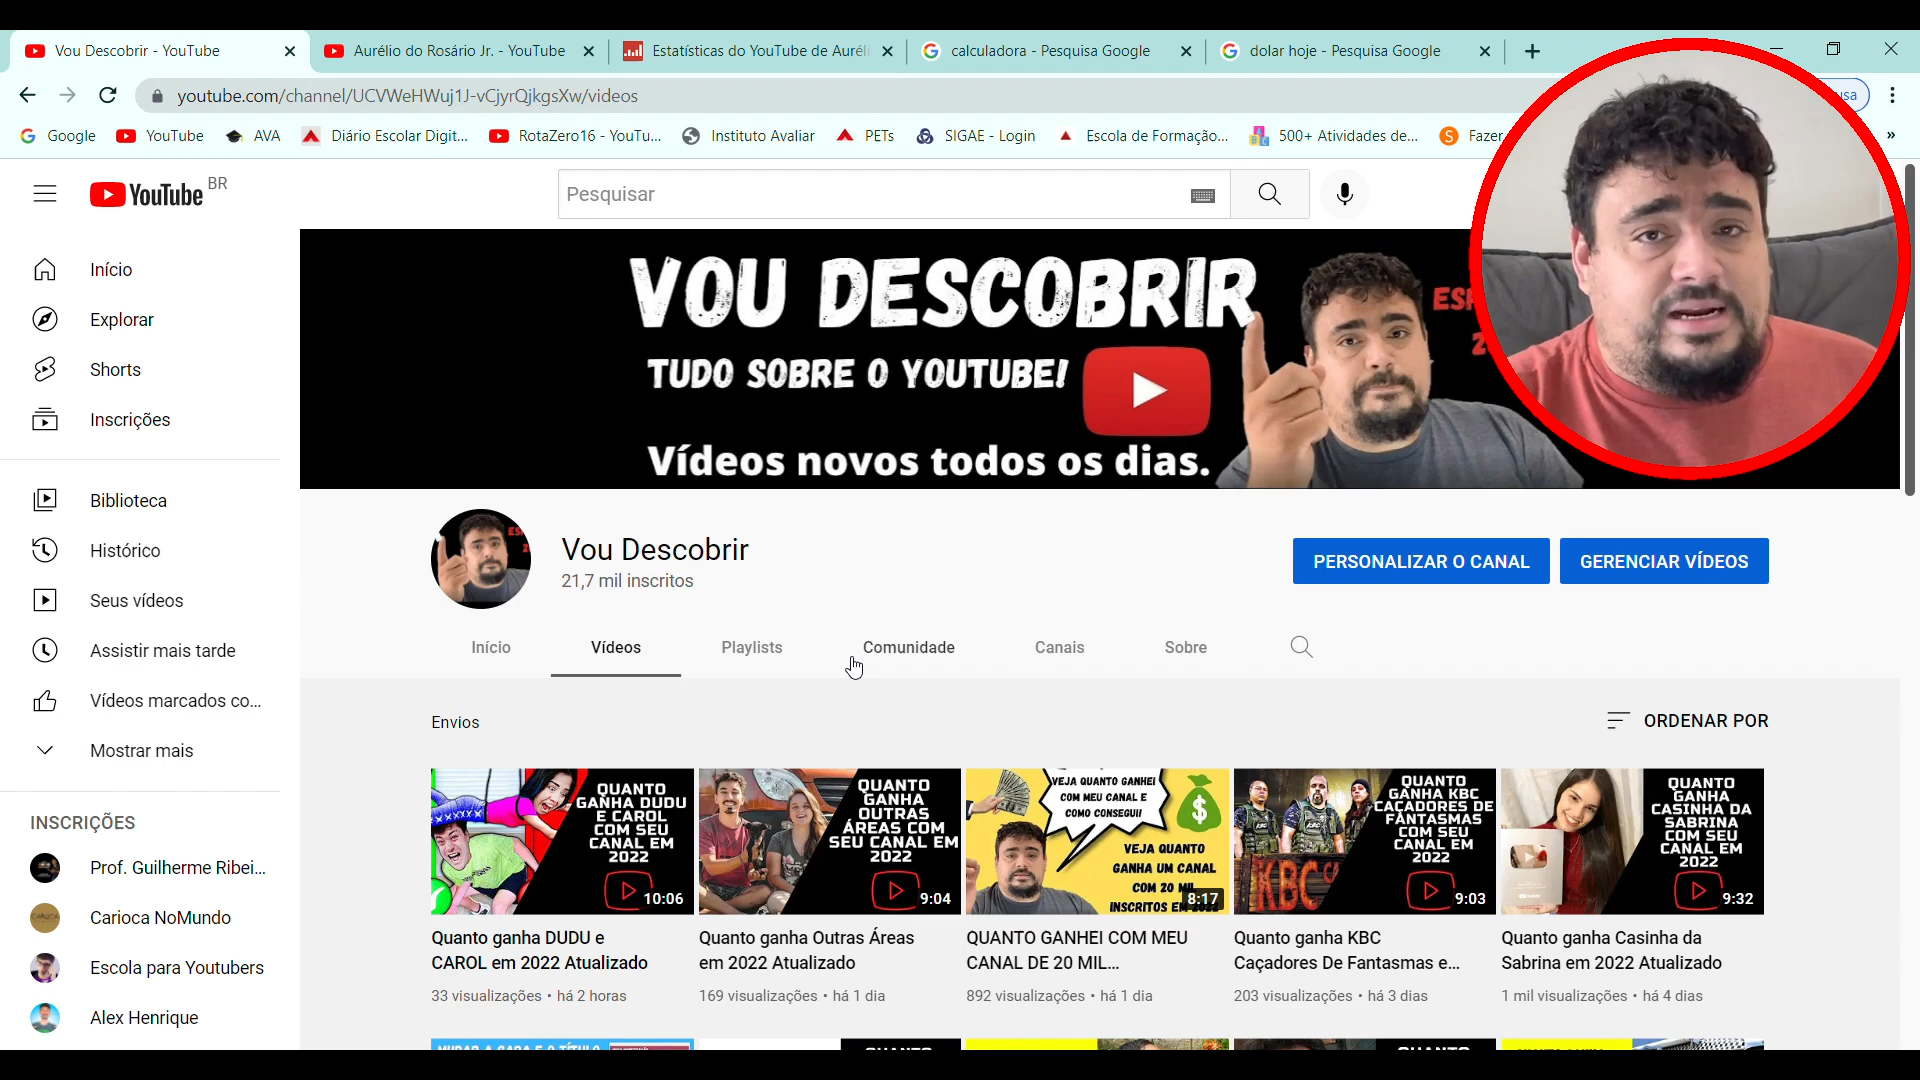 Vou Descobrir - YouTube
Aurélio do Rosário Jr. - YouTube
Estatísticas do YouTube de Auréli
calculadora - Pesquisa Google
dolar hoje - Pesquisa Google
youtube.com/channel/UCVWeHWuj1J-vCjyrQjkgsXw/videos
usa
Google
YouTube
AVA
Diário Escolar Digit...
RotaZero16 - YouTu...
Instituto Avaliar
PETs
SIGAE - Login
Escola de Formação...
500+ Atividades de...
Fazer
YouTube BR
Pesquisar
Início
Explorar
Shorts
Inscrições
Biblioteca
Histórico
Seus vídeos
Assistir mais tarde
Vídeos marcados co...
Mostrar mais
INSCRIÇÕES
Prof. Guilherme Ribei...
Carioca NoMundo
Escola para Youtubers
Alex Henrique
VOU DESCOBRIR
TUDO SOBRE O YOUTUBE!
Vídeos novos todos os dias.
Vou Descobrir
21,7 mil inscritos
PERSONALIZAR O CANAL
GERENCIAR VÍDEOS
Início
Vídeos
Playlists
Comunidade
Canais
Sobre
Envios
ORDENAR POR
QUANTO
GANHA DUDU
E CAROL
COM SEU
CANAL EM
2022
10:06
Quanto ganha DUDU e
CAROL em 2022 Atualizado
33 visualizações • há 2 horas
QUANTO
GANHA
OUTRAS
ÁREAS COM
SEU CANAL EM
2022
9:04
Quanto ganha Outras Áreas
em 2022 Atualizado
169 visualizações • há 1 dia
VEJA QUANTO GANHEI
COM MEU CANAL E
COMO CONSEGUI!
VEJA QUANTO
GANHA UM CANAL
COM 20 MIL
INSCRITOS EM 2022
8:17
QUANTO GANHEI COM MEU
CANAL DE 20 MIL...
892 visualizações • há 1 dia
QUANTO
GANHA KBC
CAÇADORES DE
FANTASMAS
COM SEU
CANAL EM
2022
KBC
9:03
Quanto ganha KBC
Caçadores De Fantasmas e...
203 visualizações • há 3 dias
QUANTO
GANHA
CASINHA DA
SABRINA
COM SEU
CANAL EM
2022
9:32
Quanto ganha Casinha da
Sabrina em 2022 Atualizado
1 mil visualizações • há 4 dias